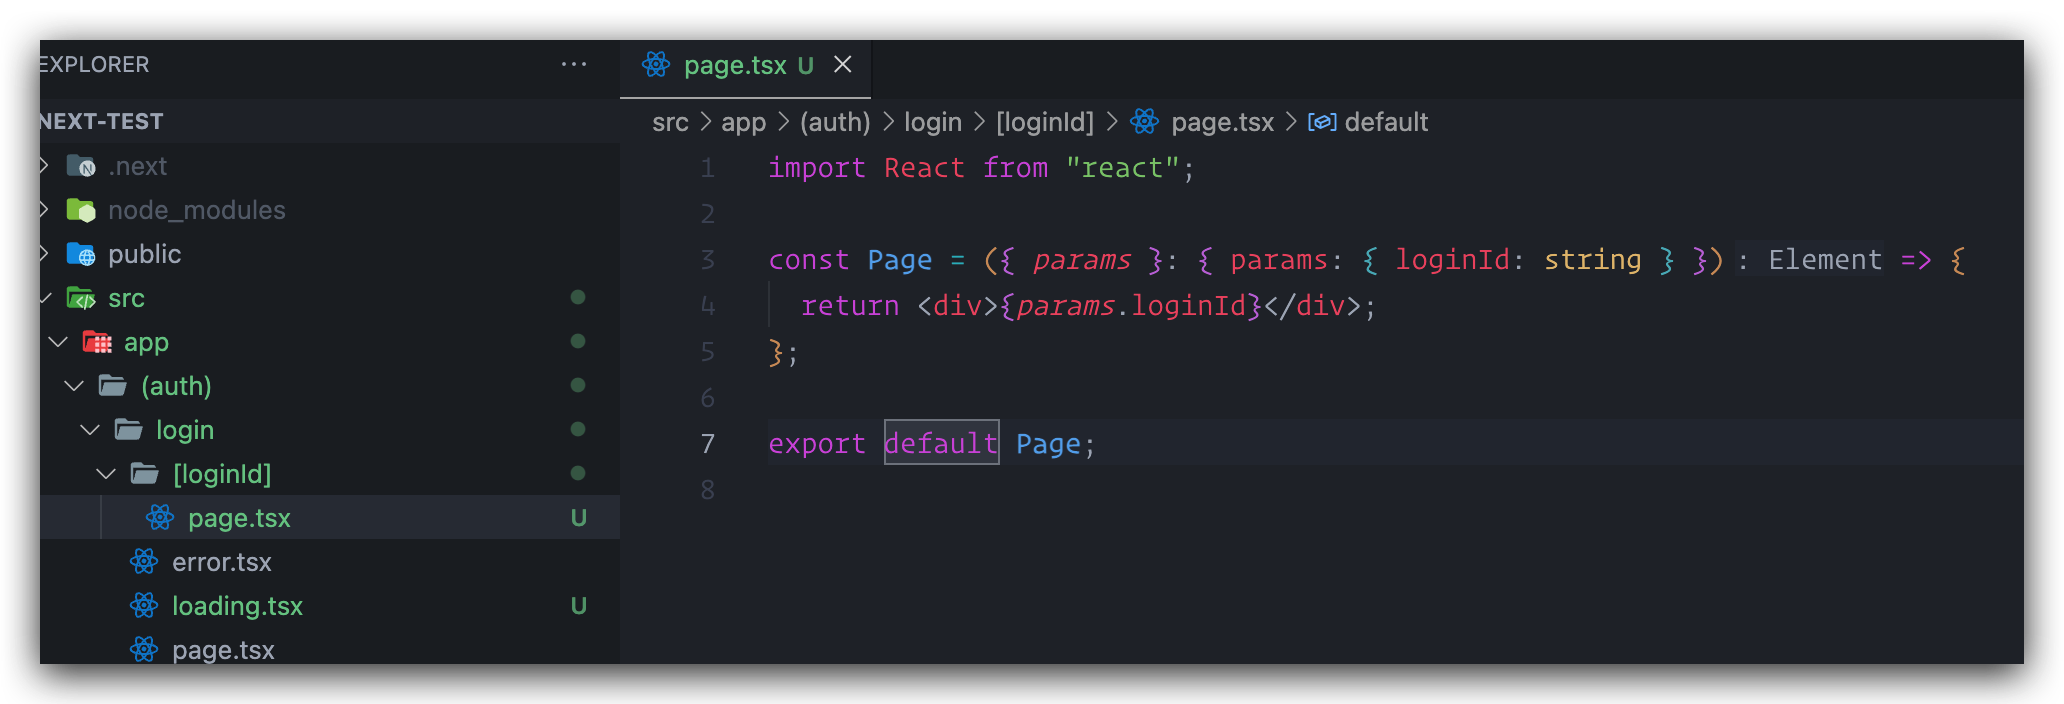 EXPLORER ...
NEXT-TEST
.next
node_modules
public
src
app
(auth)
login
[loginId]
page.tsx U
error.tsx
loading.tsx U
page.tsx
page.tsx U
src > app > (auth) > login > [loginId] > page.tsx > default
1 import React from "react";
2
3 const Page = ({ params }: { params: { loginId: string } }) : Element => {
4 return <div>{params.loginId}</div>;
5 };
6
7 export default Page;
8